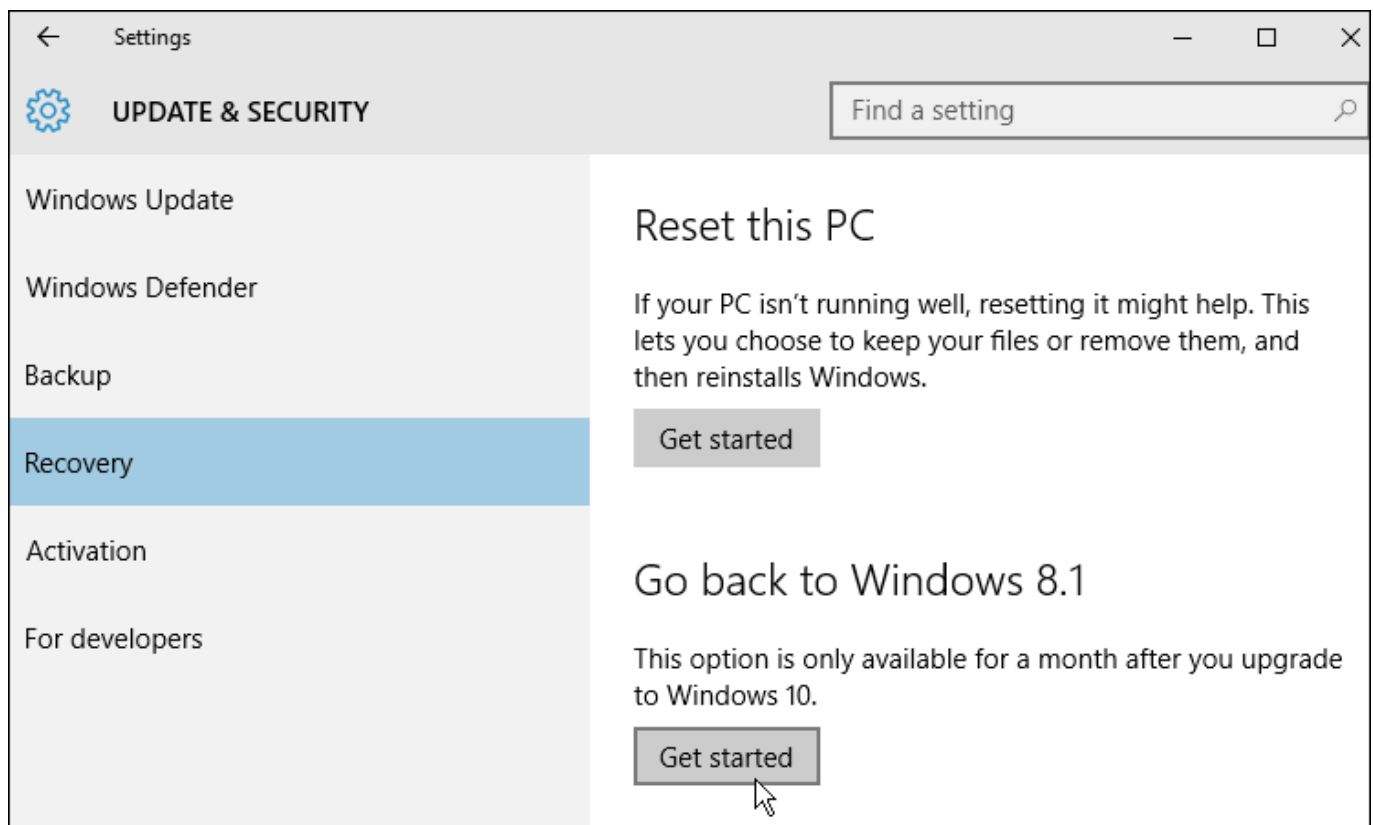 Settings
UPDATE & SECURITY
Find a setting
Windows Update
Windows Defender
Backup
Recovery
Activation
For developers
Reset this PC
If your PC isn’t running well, resetting it might help. This
lets you choose to keep your files or remove them, and
then reinstalls Windows.
Get started
Go back to Windows 8.1
This option is only available for a month after you upgrade
to Windows 10.
Get started